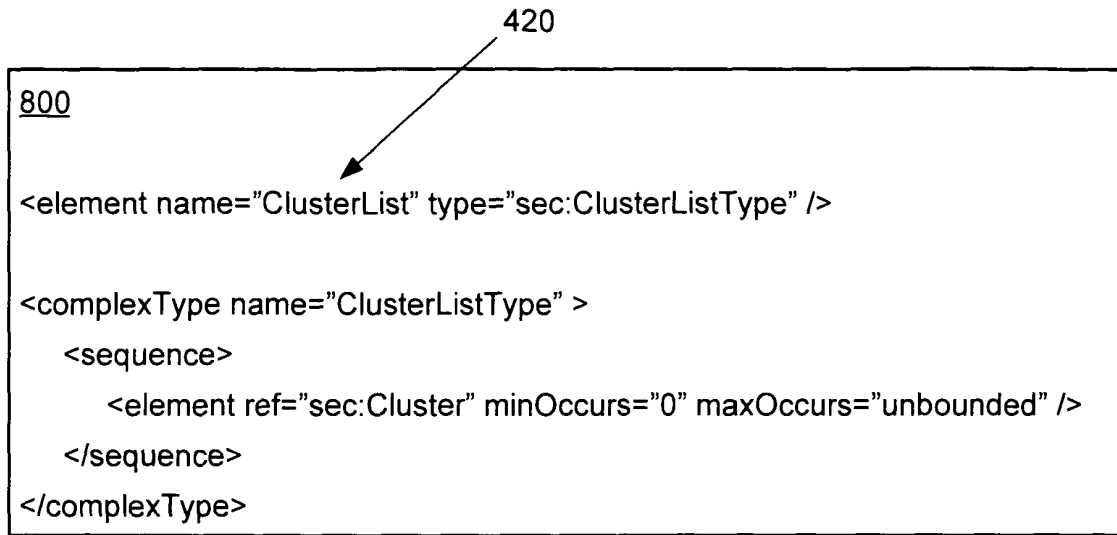 420
800
<element name=”ClusterList” type=”sec:ClusterListType” />
<complexType name=”ClusterListType” >
<sequence>
<element ref=”sec:Cluster” minOccurs=”0” maxOccurs=”unbounded” />
</sequence>
</complexType>